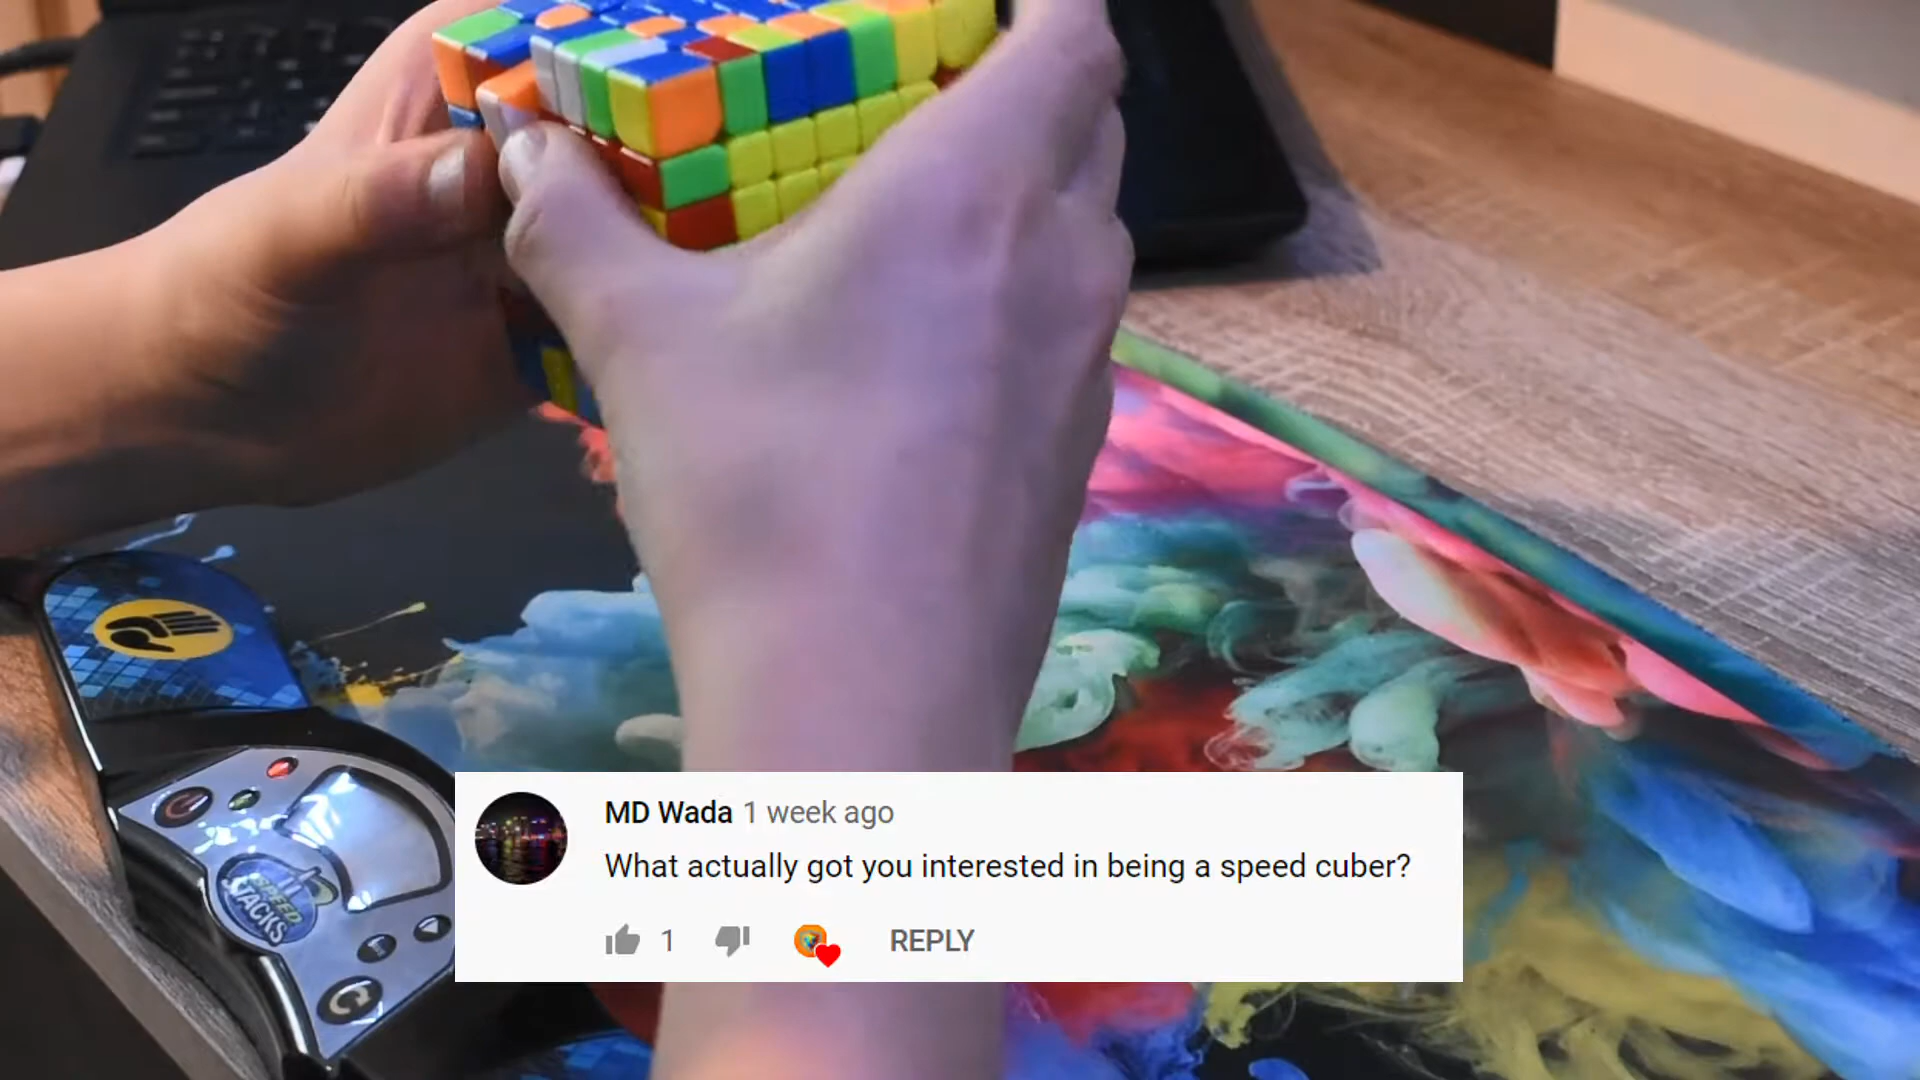 SPEED
STACKS
MD Wada 1 week ago
What actually got you interested in being a speed cuber?
1
REPLY